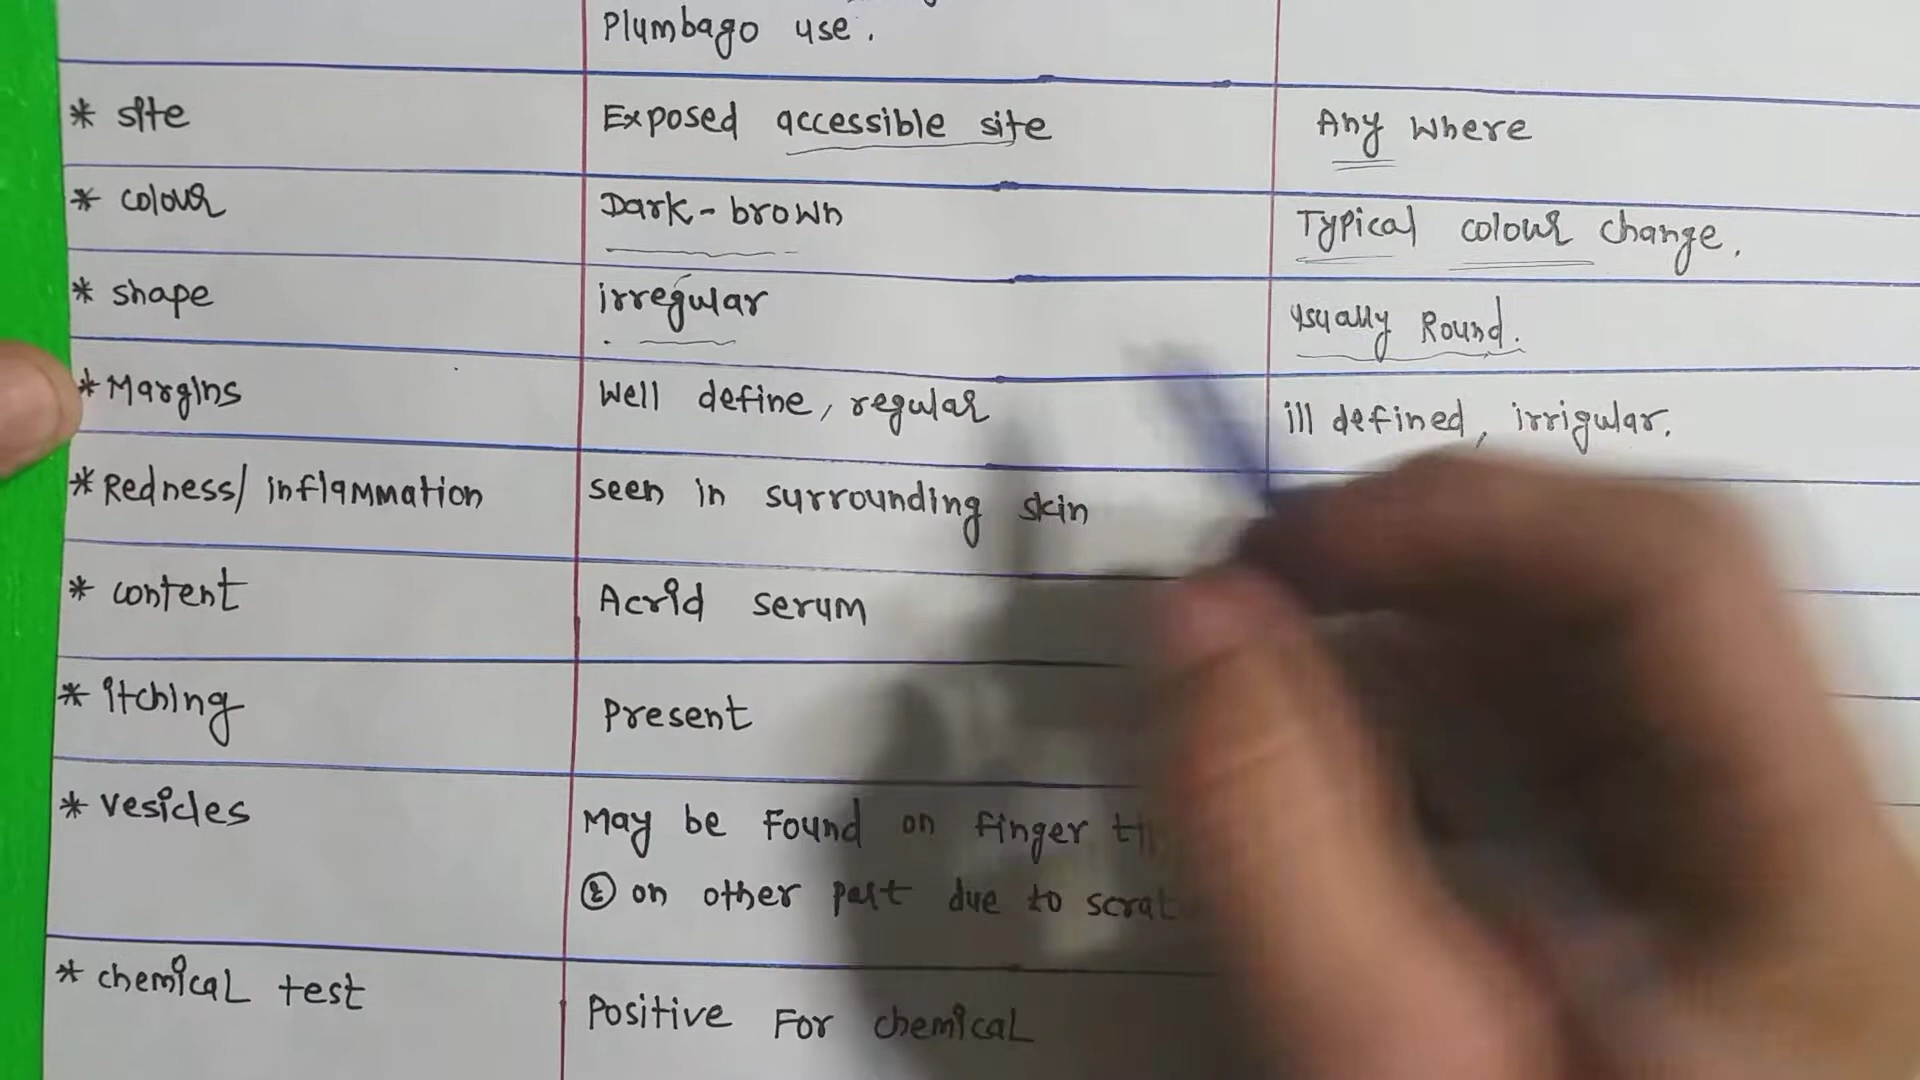 Plumbago use.
* site Exposed accessible site Any where
* colour Dark-brown Typical colour change.
* shape irregular usually Round.
* Margins Well define, regular ill defined, irrigular.
* Redness/ inflammation seen in surrounding skin
* content Acrid serum
* itching Present
* vesicles May be Found on finger
② on other part due to
* chemical test Positive For chemical